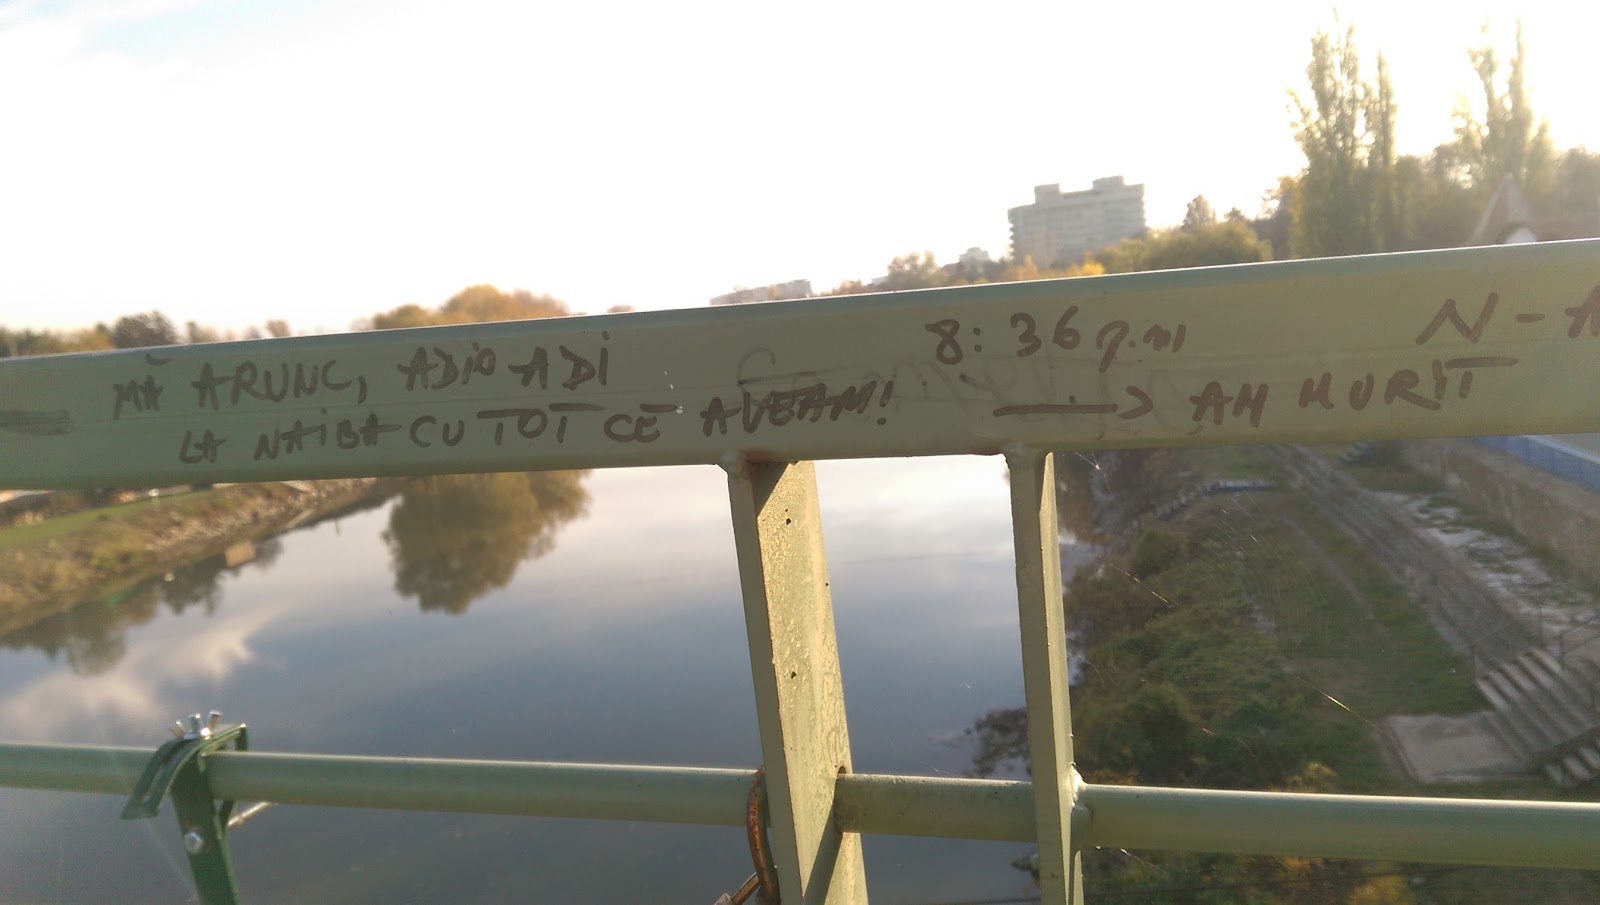 MĂ ARUNC, ADIO ADI
LA NAIBA CU TOT CE AVEAM!
8:36 p.m
→ AM MURIT
N-A